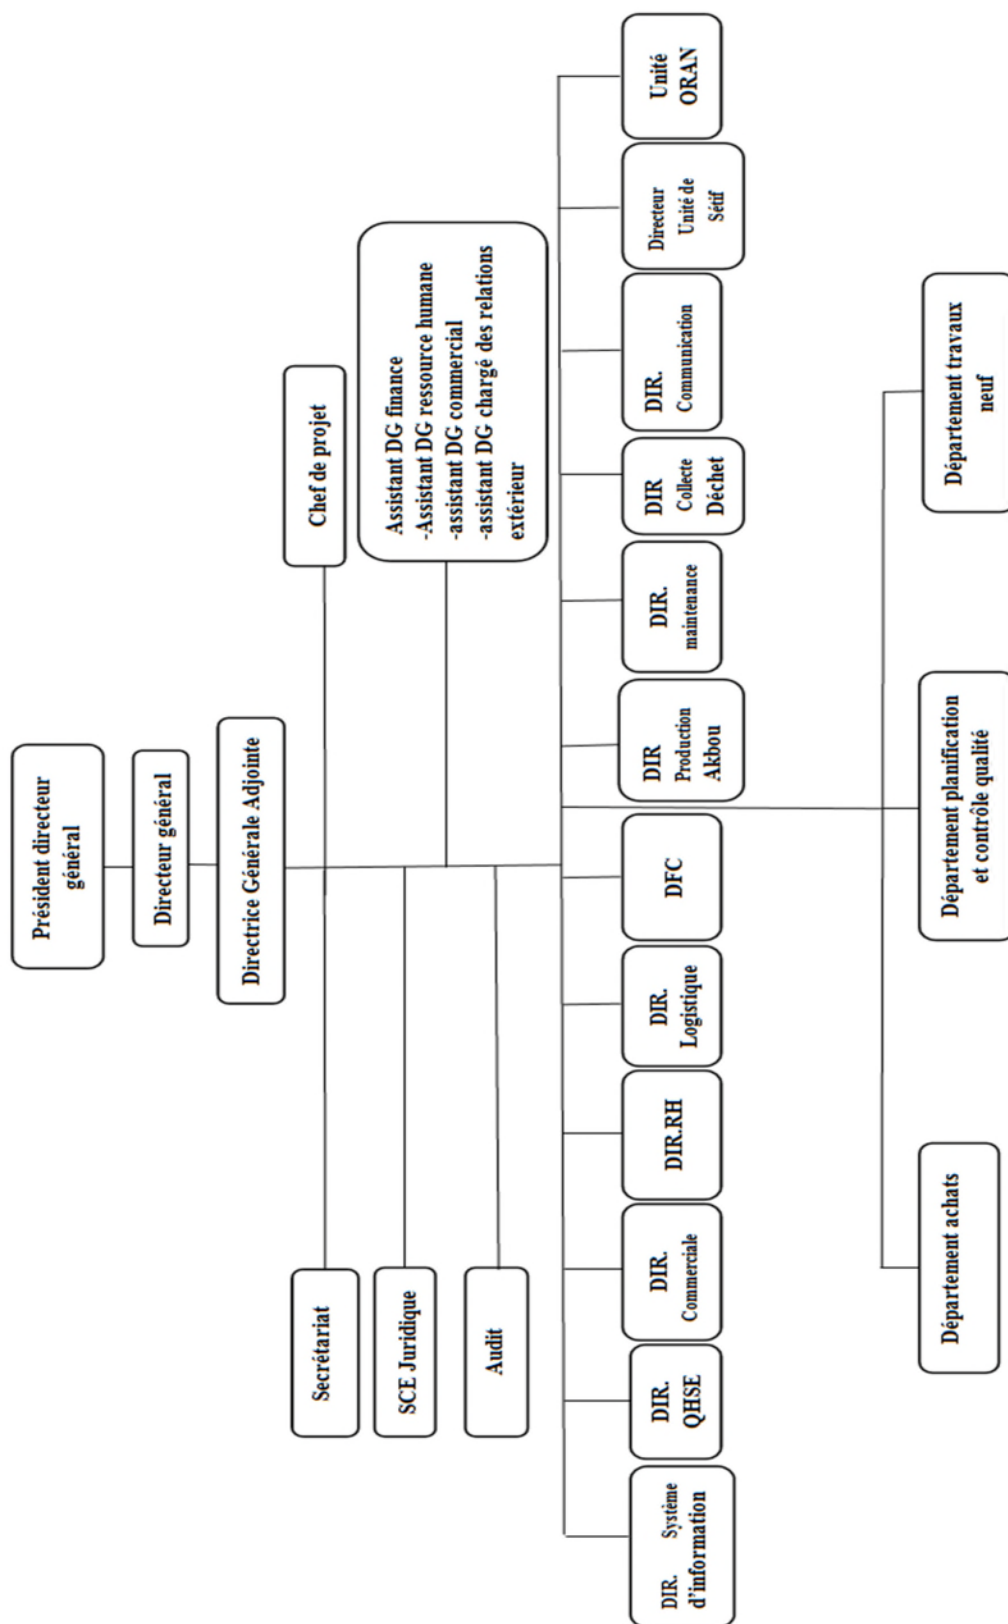 Président directeur
général
Directeur général
Directrice Générale Adjointe
Secrétariat
Chef de projet
SCE Juridique
Assistant DG finance
-Assistant DG ressource humane
-assistant DG commercial
-assistant DG chargé des relations
extérieur
Audit
DIR. Système
d'information
DIR.
QHSE
DIR.
Commerciale
DIR.RH
DIR.
Logistique
DFC
DIR
Production
Akbou
DIR.
maintenance
DIR
Collecte
Déchet
DIR.
Communication
Directeur
Unité de
Sétif
Unité
ORAN
Département achats
Département planification
et contrôle qualité
Département travaux
neuf